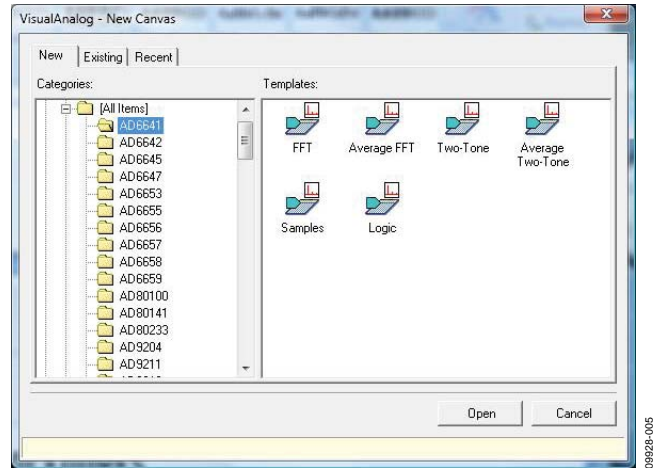 VisualAnalog - New Canvas
New Existing Recent
Categories:
[All Items]
AD6641
AD6642
AD6645
AD6647
AD6653
AD6655
AD6656
AD6657
AD6658
AD6659
AD80100
AD80141
AD80233
AD9204
AD9211
Templates:
FFT
Average FFT
Two-Tone
Average
Two-Tone
Samples
Logic
Open
Cancel
09928-005